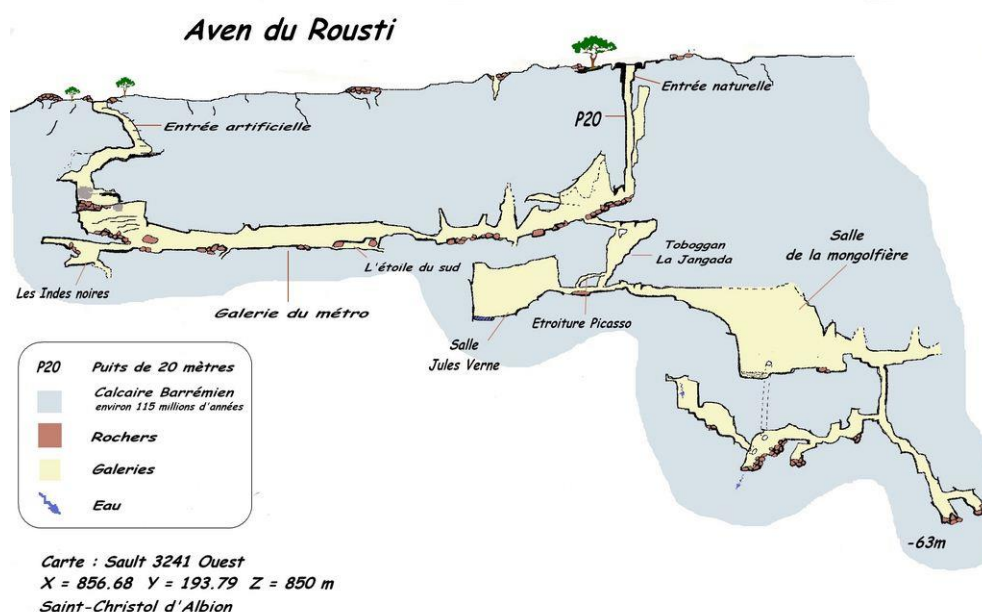 Aven du Rousti
Entrée artificielle
P20
Entrée naturelle
Les Indes noires
L'étoile du sud
Galerie du métro
Toboggan
La Jangada
Salle
de la mongolfière
Salle
Jules Verne
Etroiture Picasso
P20 Puits de 20 mètres
Calcaire Barrémien
environ 115 millions d'années
Rochers
Galeries
Eau
-63m
Carte : Sault 3241 Ouest
X = 856.68 Y = 193.79 Z = 850 m
Saint-Christol d'Albion